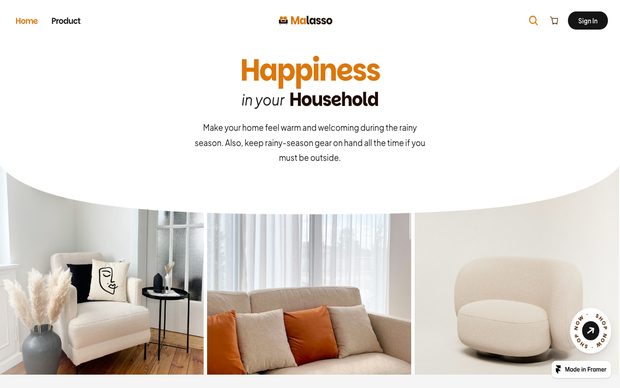 Home
Product
Malasso
Sign In
Happiness
in your Household
Make your home feel warm and welcoming during the rainy
season. Also, keep rainy-season gear on hand all the time if you
must be outside.
SHOP NOW · SHOP NOW ·
Made in Framer